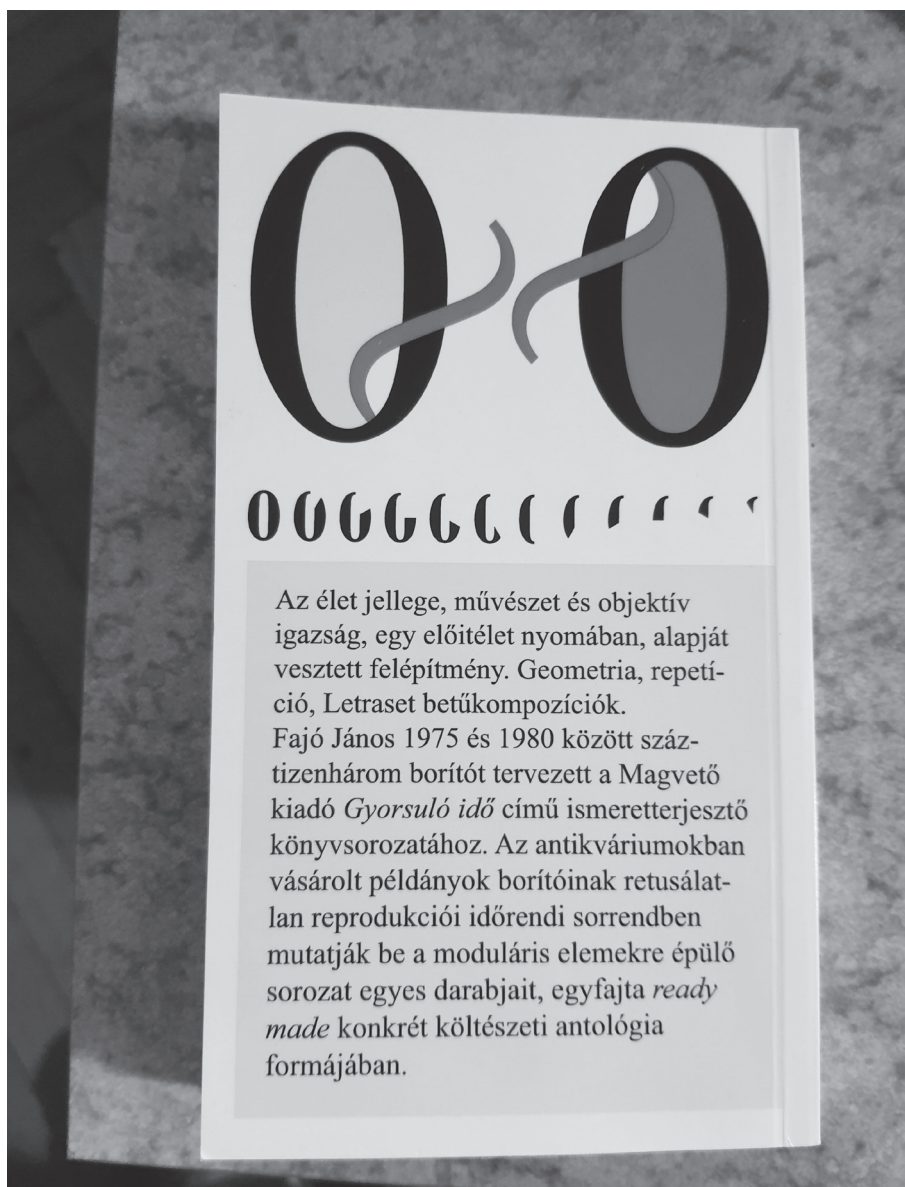 0 0
Az élet jellege, művészet és objektív
igazság, egy előitélet nyomában, alapját
vesztett felépítmény. Geometria, repetí-
ció, Letraset betűkompozíciók.
Fajó János 1975 és 1980 között száz-
tizenhárom borítót tervezett a Magvető
kiadó Gyorsuló idő című ismeretterjesztő
könyvsorozatához. Az antikváriumokban
vásárolt példányok borítóinak retusálat-
lan reprodukciói időrendi sorrendben
mutatják be a moduláris elemekre épülő
sorozat egyes darabjait, egyfajta ready
made konkrét költészeti antológia
formájában.